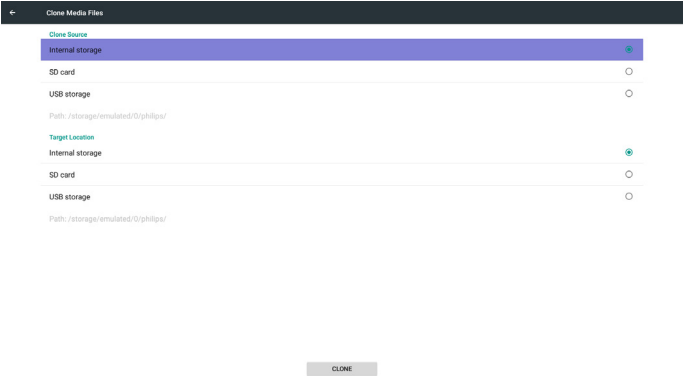 Clone Media Files
Clone Source
Internal storage
SD card
USB storage
Path: /storage/emulated/0/philips/
Target Location
Internal storage
SD card
USB storage
Path: /storage/emulated/0/philips/
CLONE